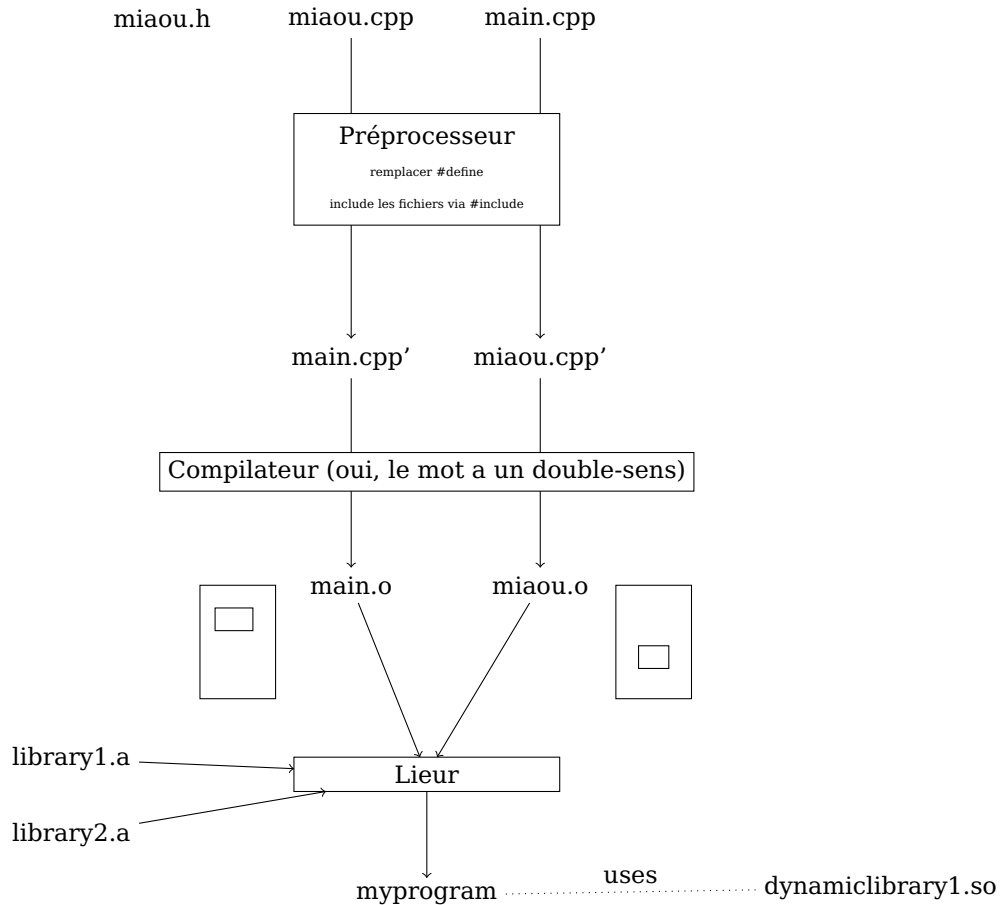 miaou.h
miaou.cpp
main.cpp
Préprocesseur
remplacer #define
include les fichiers via #include
main.cpp’
miaou.cpp’
Compilateur (oui, le mot a un double-sens)
main.o
miaou.o
library1.a
Lieur
library2.a
myprogram
uses
dynamiclibrary1.so